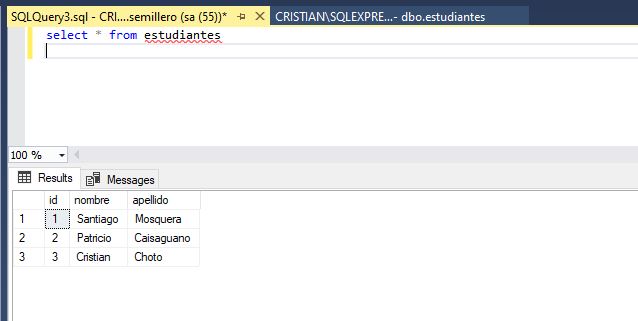 SQLQuery3.sql - CRI....semillero (sa (55))* CRISTIAN\SQLEXPRE...- dbo.estudiantes
select * from estudiantes
100 %
Results Messages
id nombre apellido
1 1 Santiago Mosquera
2 2 Patricio Caisaguano
3 3 Cristian Choto